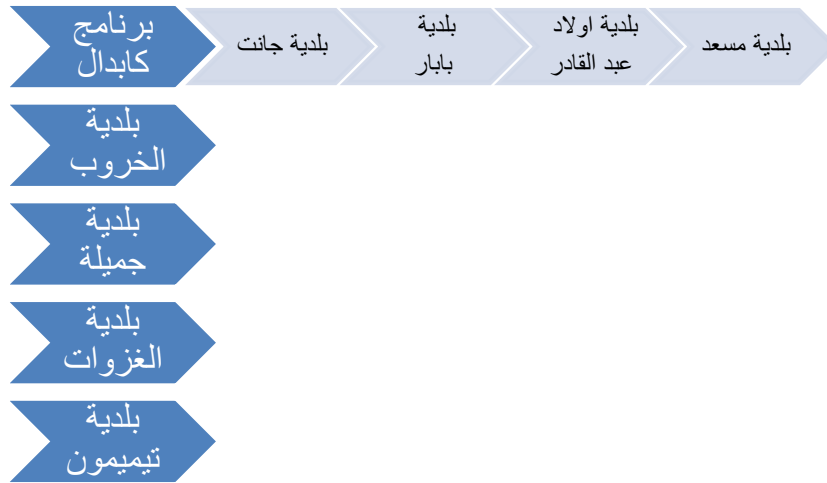 برنامج
كابدال
بلدية جانت
بلدية
بابار
بلدية اولاد
عبد القادر
بلدية مسعد
بلدية
الخروب
بلدية
جميلة
بلدية
الغزوات
بلدية
تيميمون